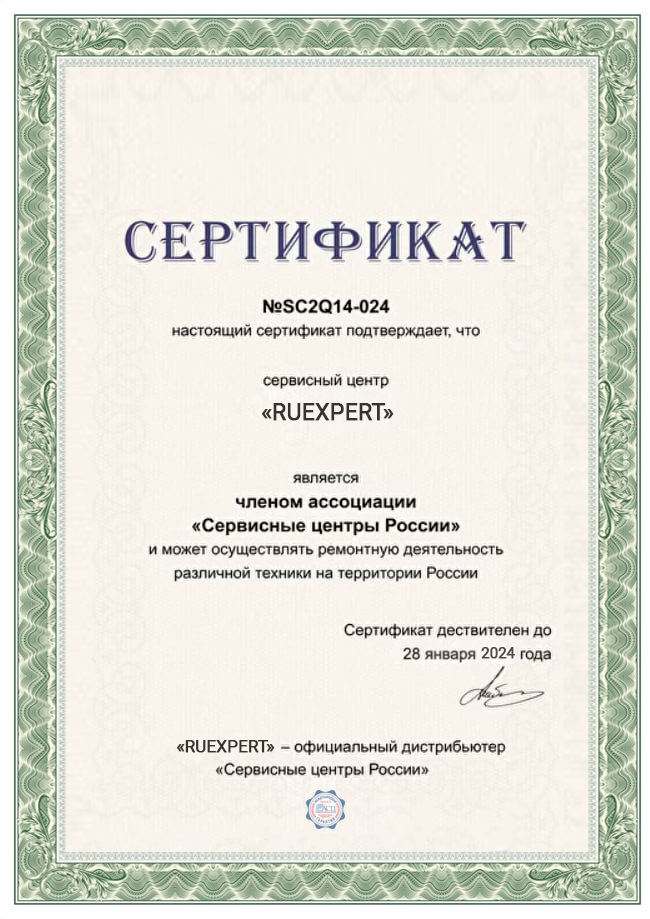 СЕРТИФИКАТ
№SC2Q14-024
настоящий сертификат подтверждает, что
сервисный центр
«RUEXPERT»
является
членом ассоциации
«Сервисные центры России»
и может осуществлять ремонтную деятельность
различной техники на территории России
Сертификат дествителен до
28 января 2024 года
«RUEXPERT» – официальный дистрибьютер
«Сервисные центры России»